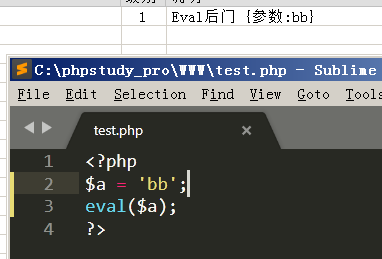 1 Eval后门 {参数:bb}
C:\phpstudy_pro\WWW\test.php - Sublime
File Edit Selection Find View Goto Tools
test.php ×
1 <?php
2 $a = 'bb';
3 eval($a);
4 ?>